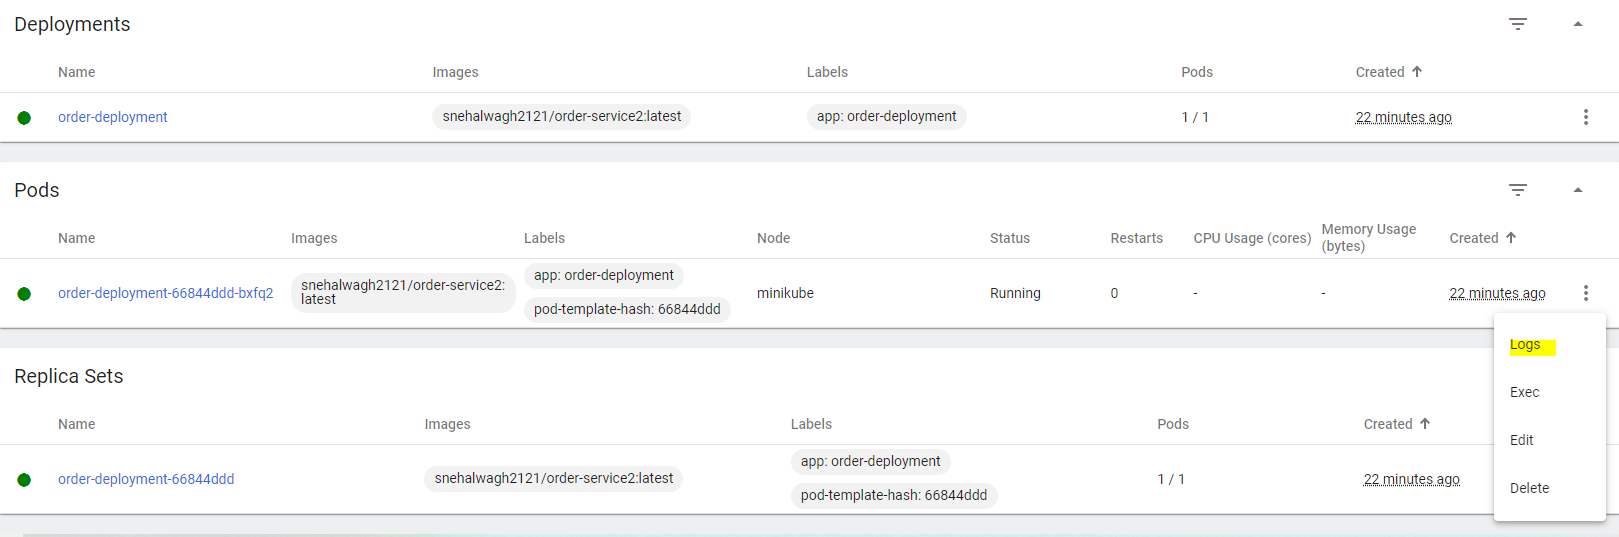 Deployments
Name Images Labels Pods Created
order-deployment snehalwagh2121/order-service2:latest app: order-deployment 1 / 1 22 minutes ago
Pods
Name Images Labels Node Status Restarts CPU Usage (cores) Memory Usage
(bytes) Created
order-deployment-66844ddd-bxfq2 snehalwagh2121/order-service2:
latest app: order-deployment
pod-template-hash: 66844ddd minikube Running 0 - - 22 minutes ago
Logs
Exec
Edit
Delete
Replica Sets
Name Images Labels Pods Created
order-deployment-66844ddd snehalwagh2121/order-service2:latest app: order-deployment
pod-template-hash: 66844ddd 1 / 1 22 minutes ago